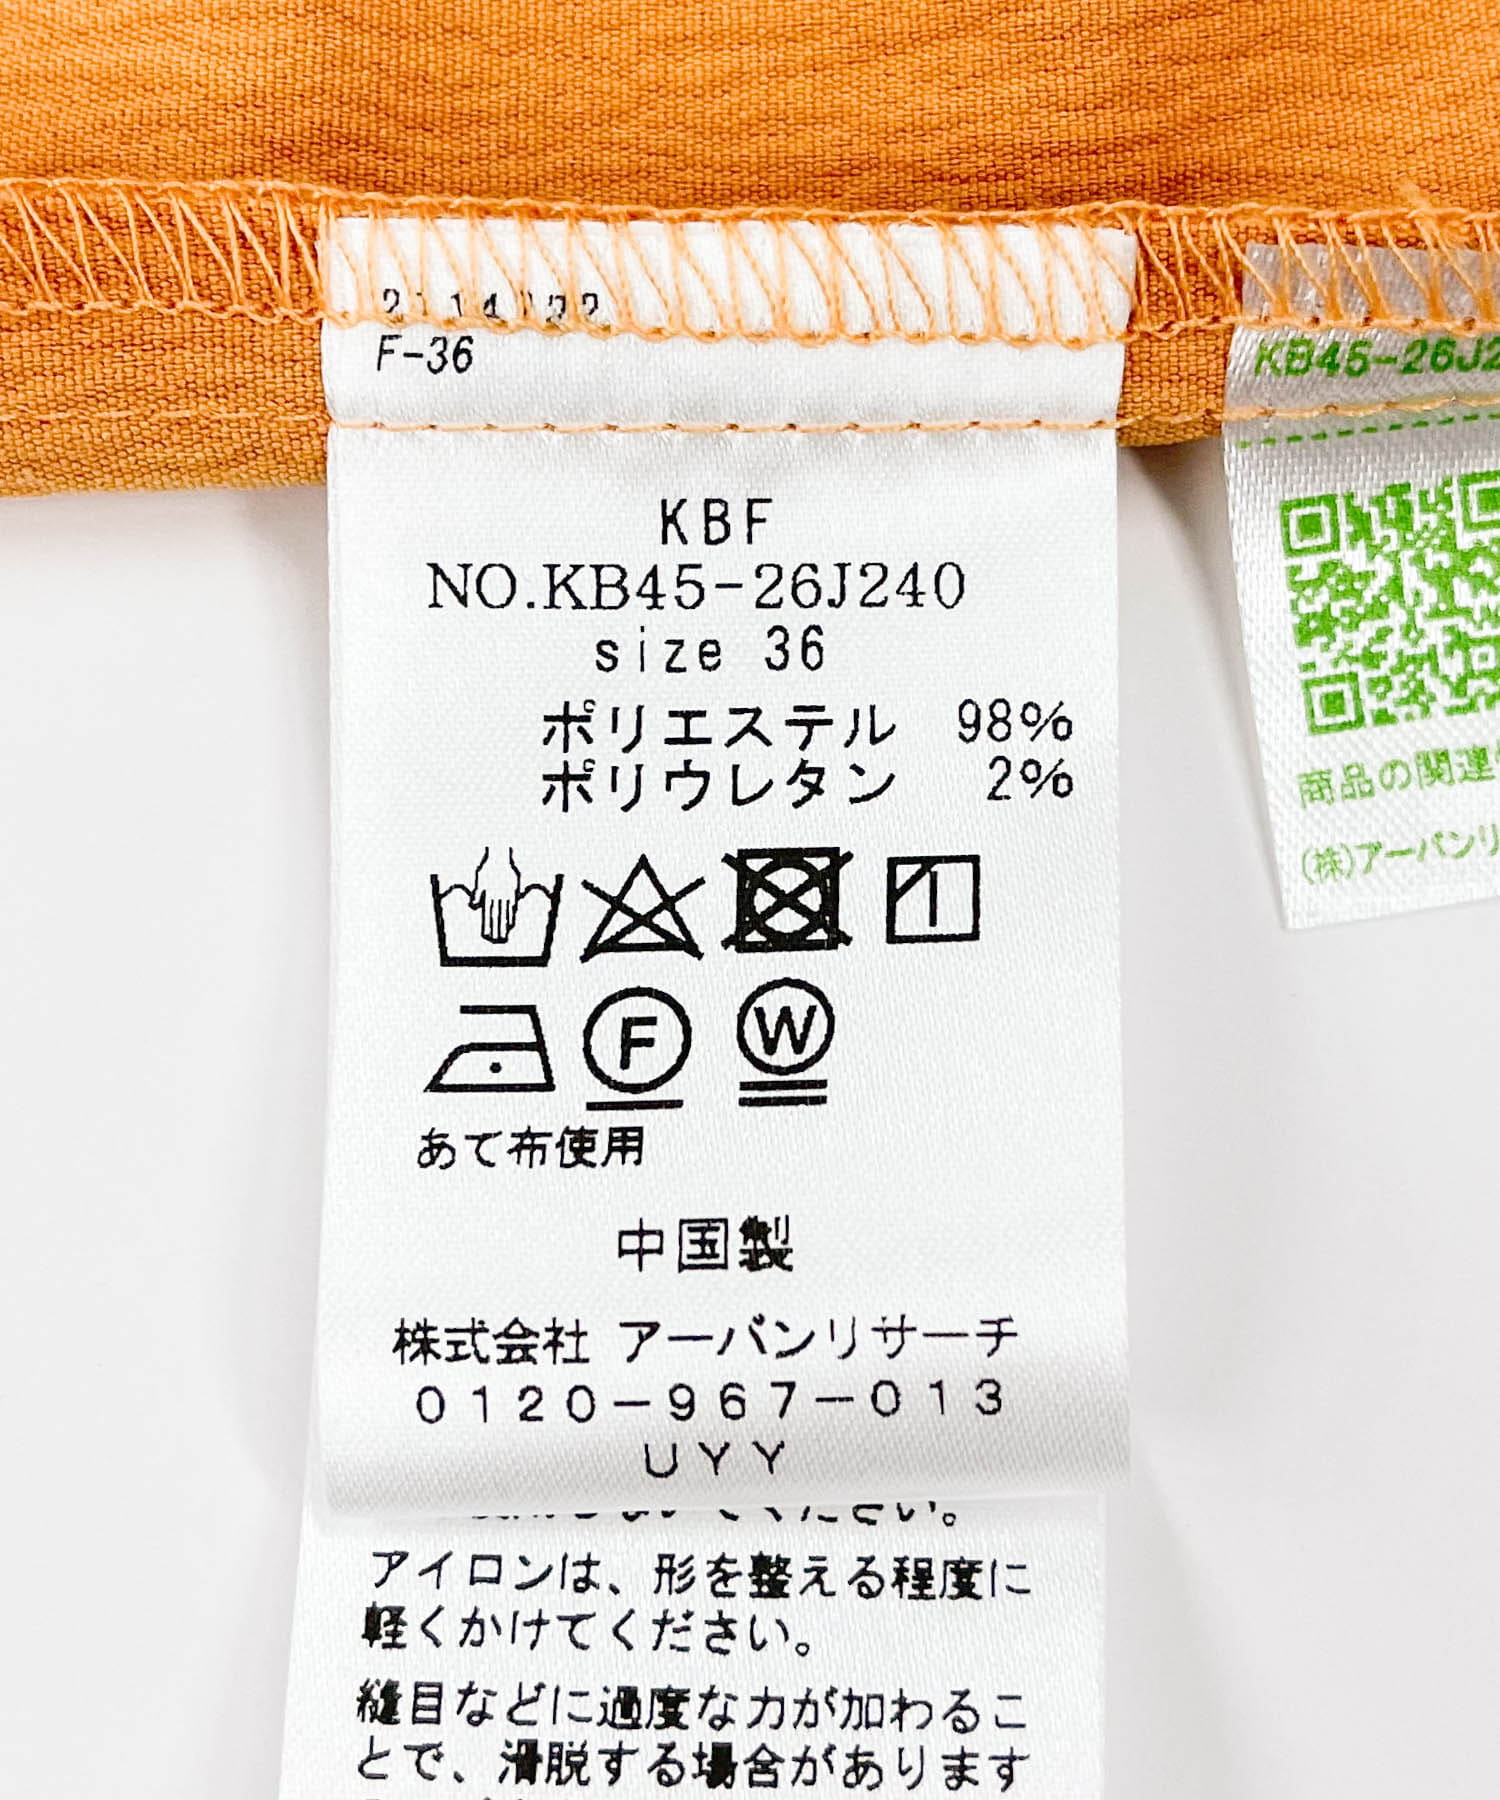 F-36
KBF
NO.KB45-26J240
size 36
ポリエステル 98%
ポリウレタン 2%
F W
あて布使用
中国製
株式会社 アーバンリサーチ
0120-967-013
UYY
ください。
アイロンは、形を整える程度に
軽くかけてください。
縫目などに過度な力が加わるこ
とで、滑脱する場合があります
KB45-26J2
商品の関連
(株)アーバンリ